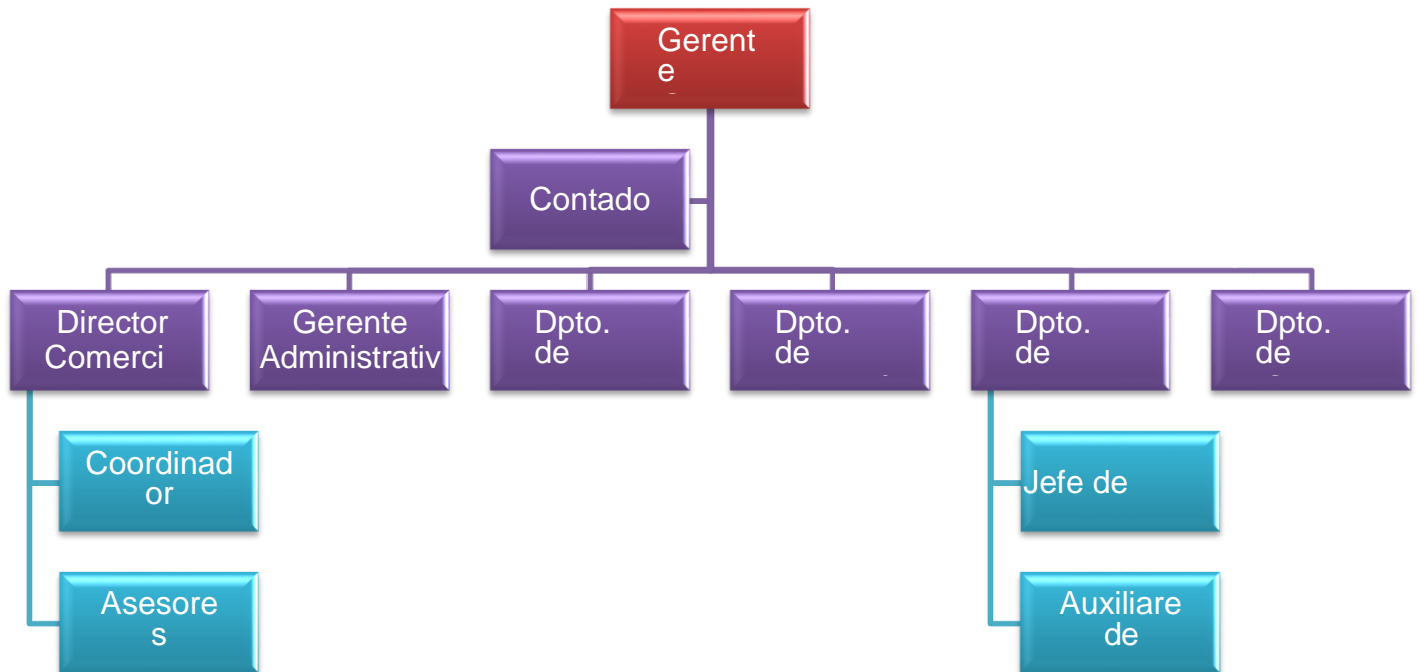 Gerent
e
Contado
Director
Comerci
Gerente
Administrativ
Dpto.
de
Dpto.
de
Dpto.
de
Dpto.
de
Coordinad
or
Jefe de
Asesore
s
Auxiliare
de